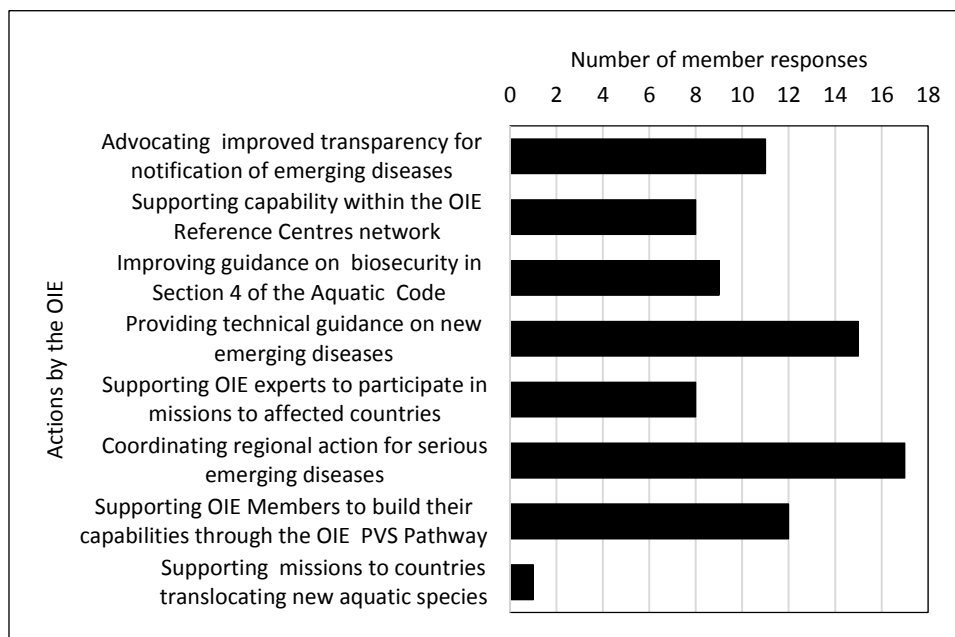 Number of member responses
0 2 4 6 8 10 12 14 16 18
Actions by the OIE
Advocating improved transparency for
notification of emerging diseases
Supporting capability within the OIE
Reference Centres network
Improving guidance on biosecurity in
Section 4 of the Aquatic Code
Providing technical guidance on new
emerging diseases
Supporting OIE experts to participate in
missions to affected countries
Coordinating regional action for serious
emerging diseases
Supporting OIE Members to build their
capabilities through the OIE PVS Pathway
Supporting missions to countries
translocating new aquatic species